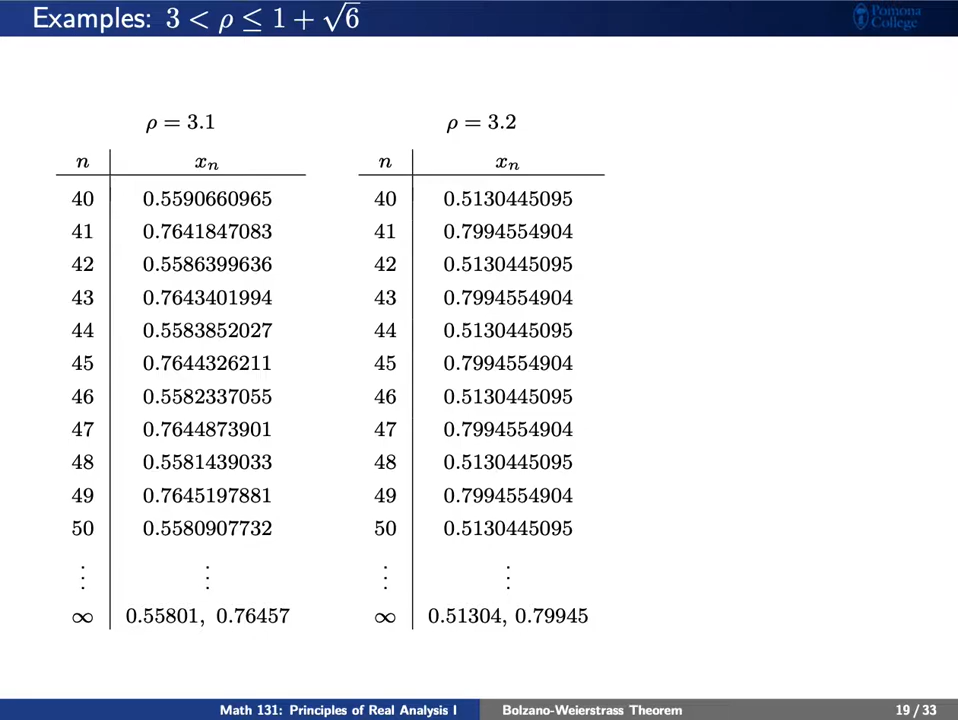 Examples: 3 < ρ ≤ 1 + √6
Pomona
College
ρ = 3.1 ρ = 3.2
n xₙ n xₙ
40 0.5590660965 40 0.5130445095
41 0.7641847083 41 0.7994554904
42 0.5586399636 42 0.5130445095
43 0.7643401994 43 0.7994554904
44 0.5583852027 44 0.5130445095
45 0.7644326211 45 0.7994554904
46 0.5582337055 46 0.5130445095
47 0.7644873901 47 0.7994554904
48 0.5581439033 48 0.5130445095
49 0.7645197881 49 0.7994554904
50 0.5580907732 50 0.5130445095
⋮ ⋮ ⋮ ⋮
∞ 0.55801, 0.76457 ∞ 0.51304, 0.79945
Math 131: Principles of Real Analysis I Bolzano-Weierstrass Theorem 19 / 33